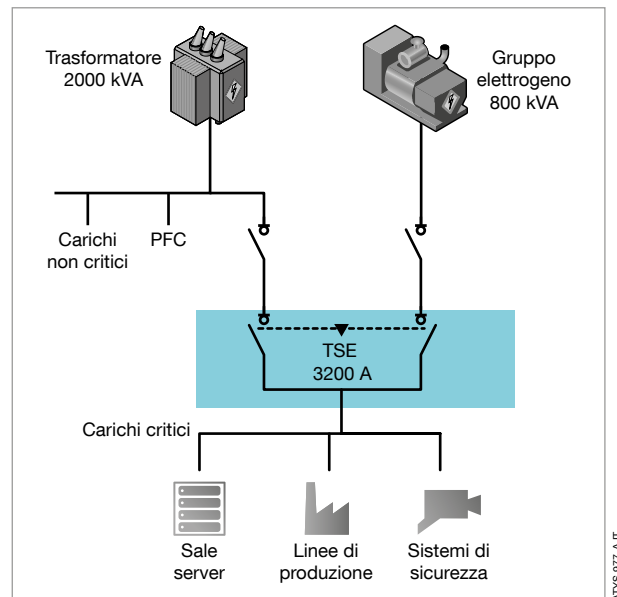 Trasformatore
2000 kVA
Gruppo
elettrogeno
800 kVA
Carichi
non critici
PFC
TSE
3200 A
Carichi critici
Sale
server
Linee di
produzione
Sistemi di
sicurezza